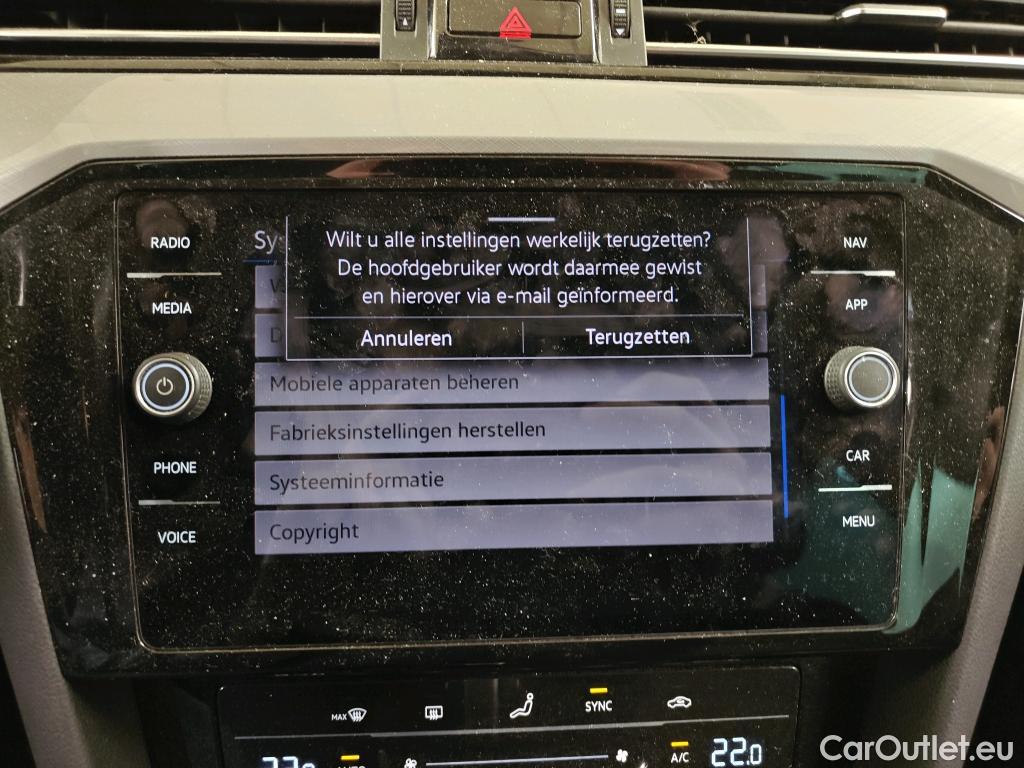 RADIO
MEDIA
PHONE
VOICE
Wilt u alle instellingen werkelijk terugzetten?
De hoofdgebruiker wordt daarmee gewist
en hierover via e-mail geïnformeerd.
Annuleren
Terugzetten
Mobiele apparaten beheren
Fabrieksinstellingen herstellen
Systeeminformatie
Copyright
NAV
APP
CAR
MENU
MAX
SYNC
A/C
22.0
CarOutlet.eu